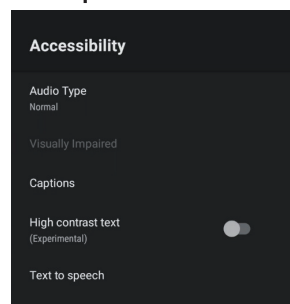 Accessibility
Audio Type
Normal
Visually Impaired
Captions
High contrast text
(Experimental)
Text to speech